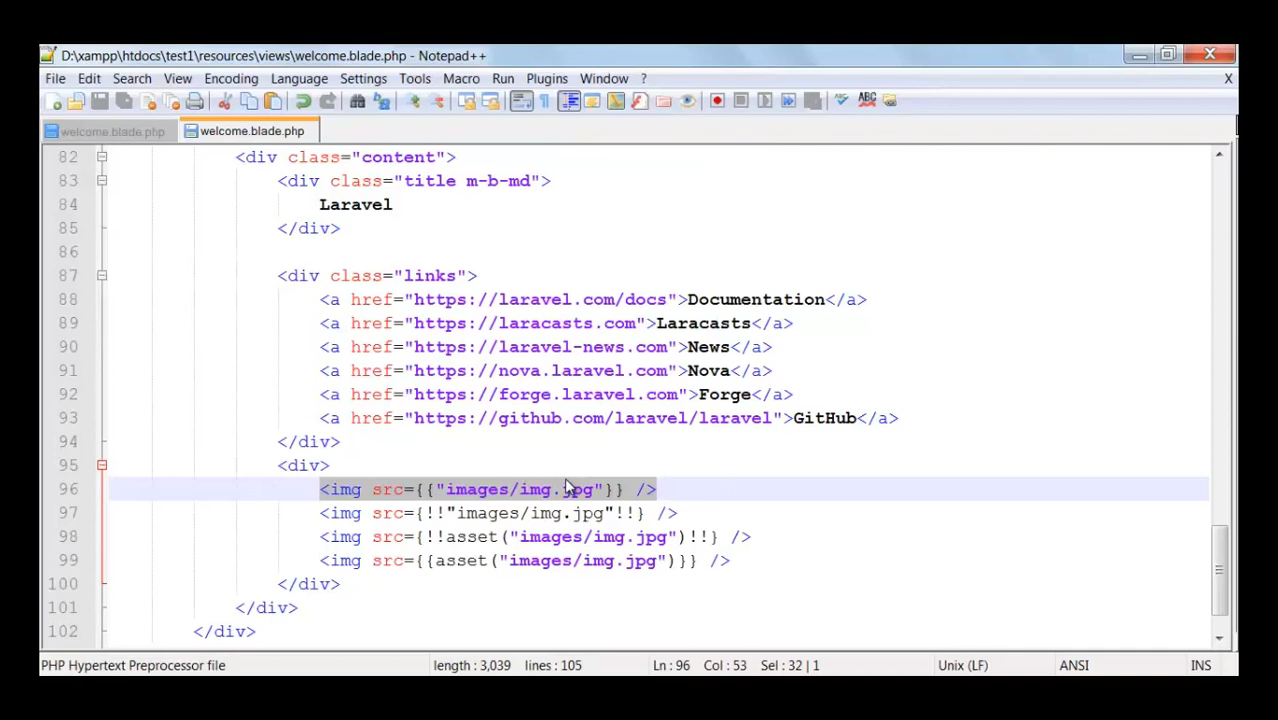 D:\xampp\htdocs\test1\resources\views\welcome.blade.php - Notepad++
File Edit Search View Encoding Language Settings Tools Macro Run Plugins Window ? X
welcome.blade.php welcome.blade.php
82 <div class="content">
83 <div class="title m-b-md">
84 Laravel
85 </div>
86
87 <div class="links">
88 <a href="https://laravel.com/docs">Documentation</a>
89 <a href="https://laracasts.com">Laracasts</a>
90 <a href="https://laravel-news.com">News</a>
91 <a href="https://nova.laravel.com">Nova</a>
92 <a href="https://forge.laravel.com">Forge</a>
93 <a href="https://github.com/laravel/laravel">GitHub</a>
94 </div>
95 <div>
96 <img src={{"images/img.jpg"}} />
97 <img src={!!"images/img.jpg"!!} />
98 <img src={!!asset("images/img.jpg")!!} />
99 <img src={{asset("images/img.jpg")}} />
100 </div>
101 </div>
102 </div>
PHP Hypertext Preprocessor file length : 3,039 lines : 105 Ln : 96 Col : 53 Sel : 32 | 1 Unix (LF) ANSI INS